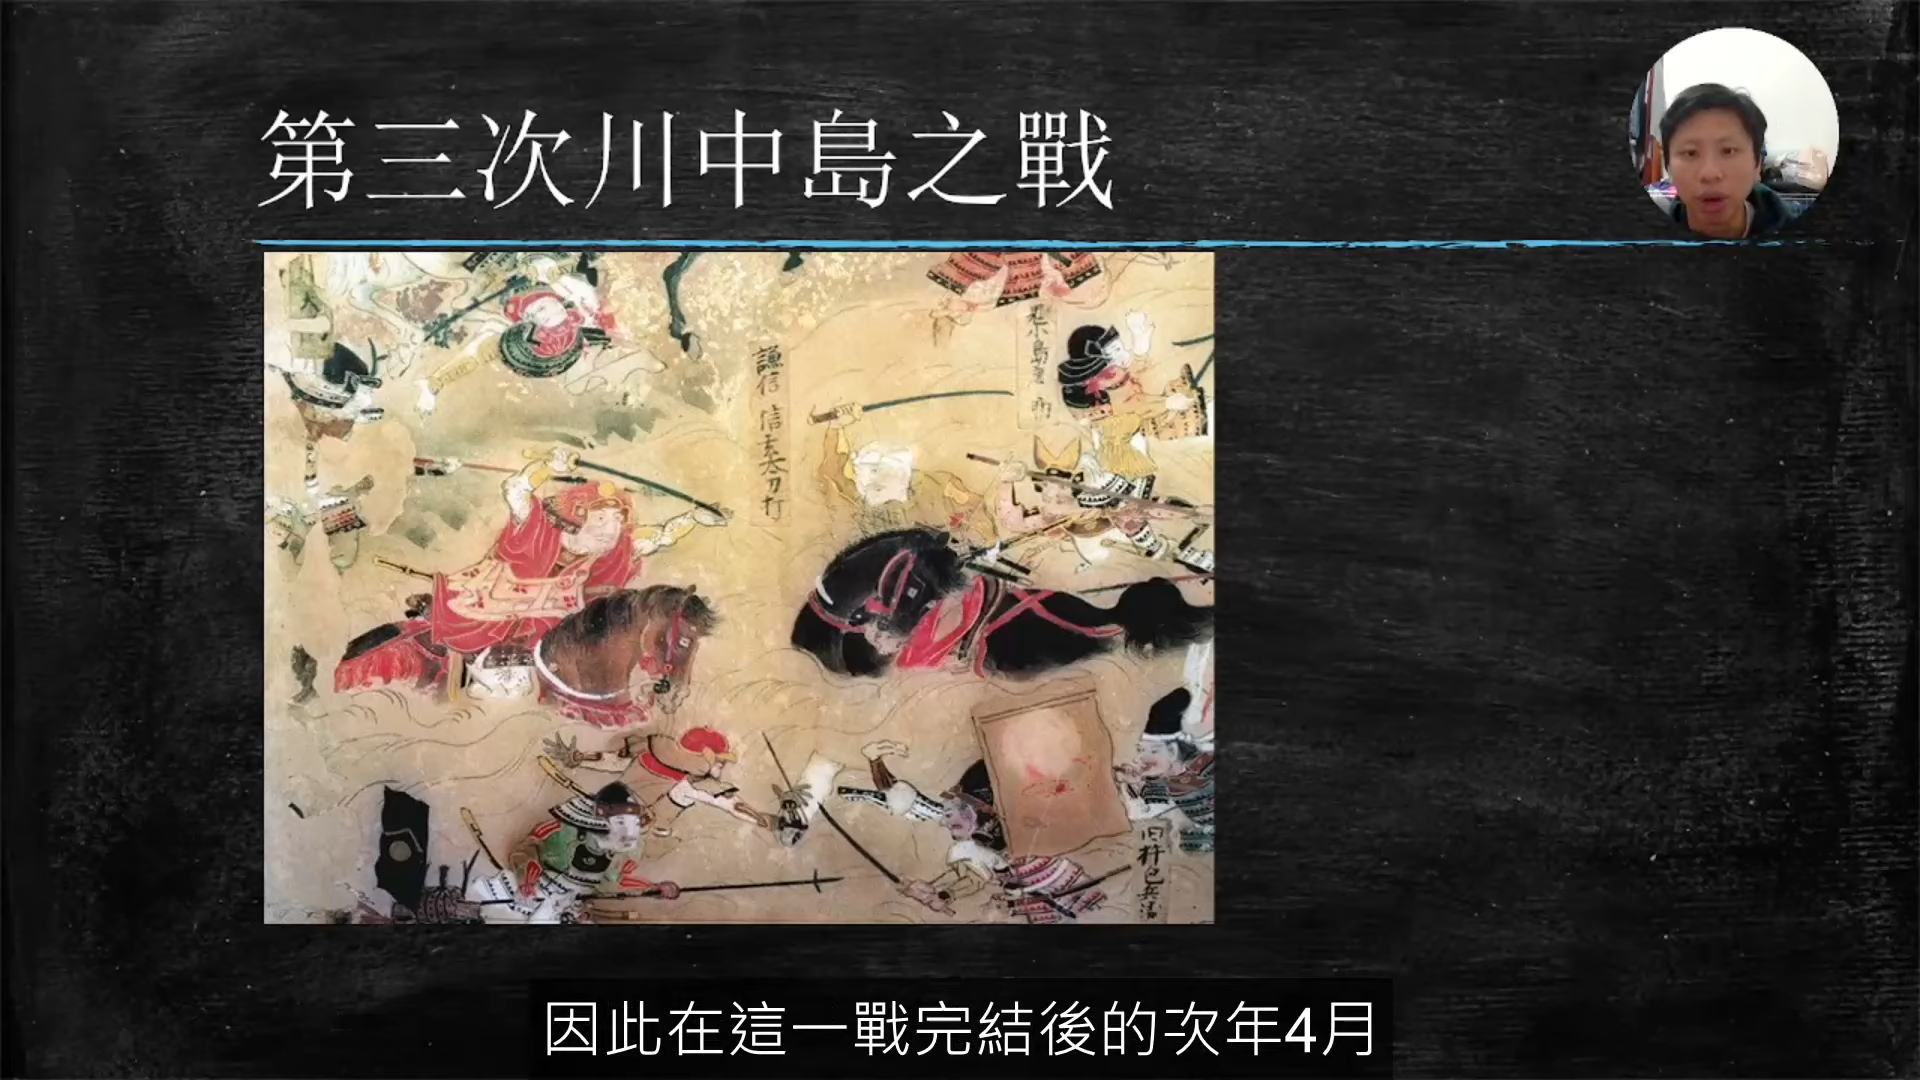 第三次川中島之戰
謙信 信玄太刀打
因此在這一戰完結後的次年4月